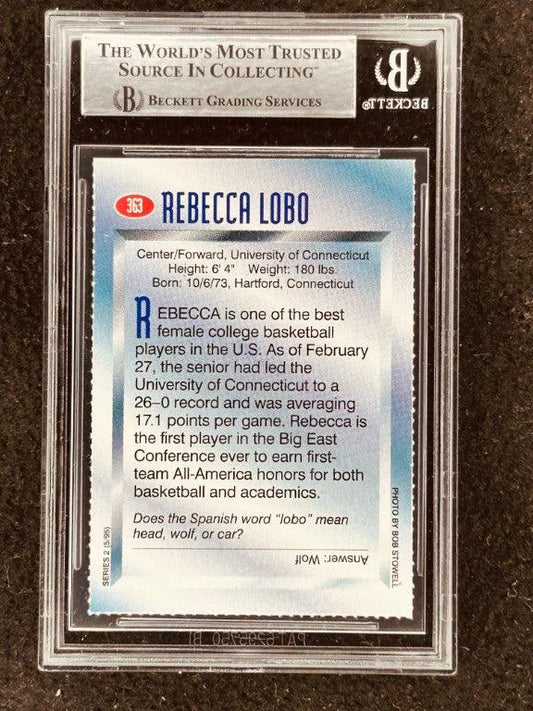 THE WORLD'S MOST TRUSTED
SOURCE IN COLLECTING™
B BECKETT GRADING SERVICES
B
BECKETT®
363 REBECCA LOBO
Center/Forward, University of Connecticut
Height: 6' 4" Weight: 180 lbs.
Born: 10/6/73, Hartford, Connecticut
REBECCA is one of the best
female college basketball
players in the U.S. As of February
27, the senior had led the
University of Connecticut to a
26–0 record and was averaging
17.1 points per game. Rebecca is
the first player in the Big East
Conference ever to earn first-
team All-America honors for both
basketball and academics.
Does the Spanish word "lobo" mean
head, wolf, or car?
Answer: Wolf
SERIES 2 (5/95)
PHOTO BY BOB STOWELL